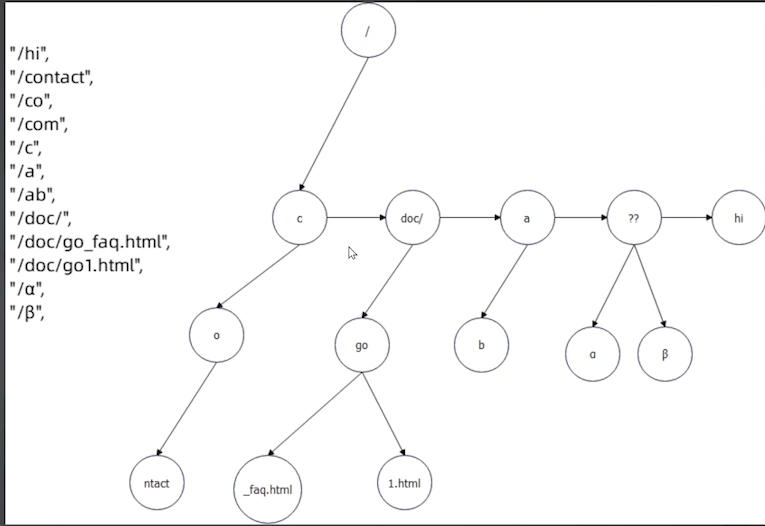 /
"/hi",
"/contact",
"/co",
"/com",
"/c",
"/a",
"/ab",
"/doc/",
"/doc/go_faq.html",
"/doc/go1.html",
"/α",
"/β",
c
doc/
a
??
hi
o
go
b
α
β
ntact
_faq.html
1.html